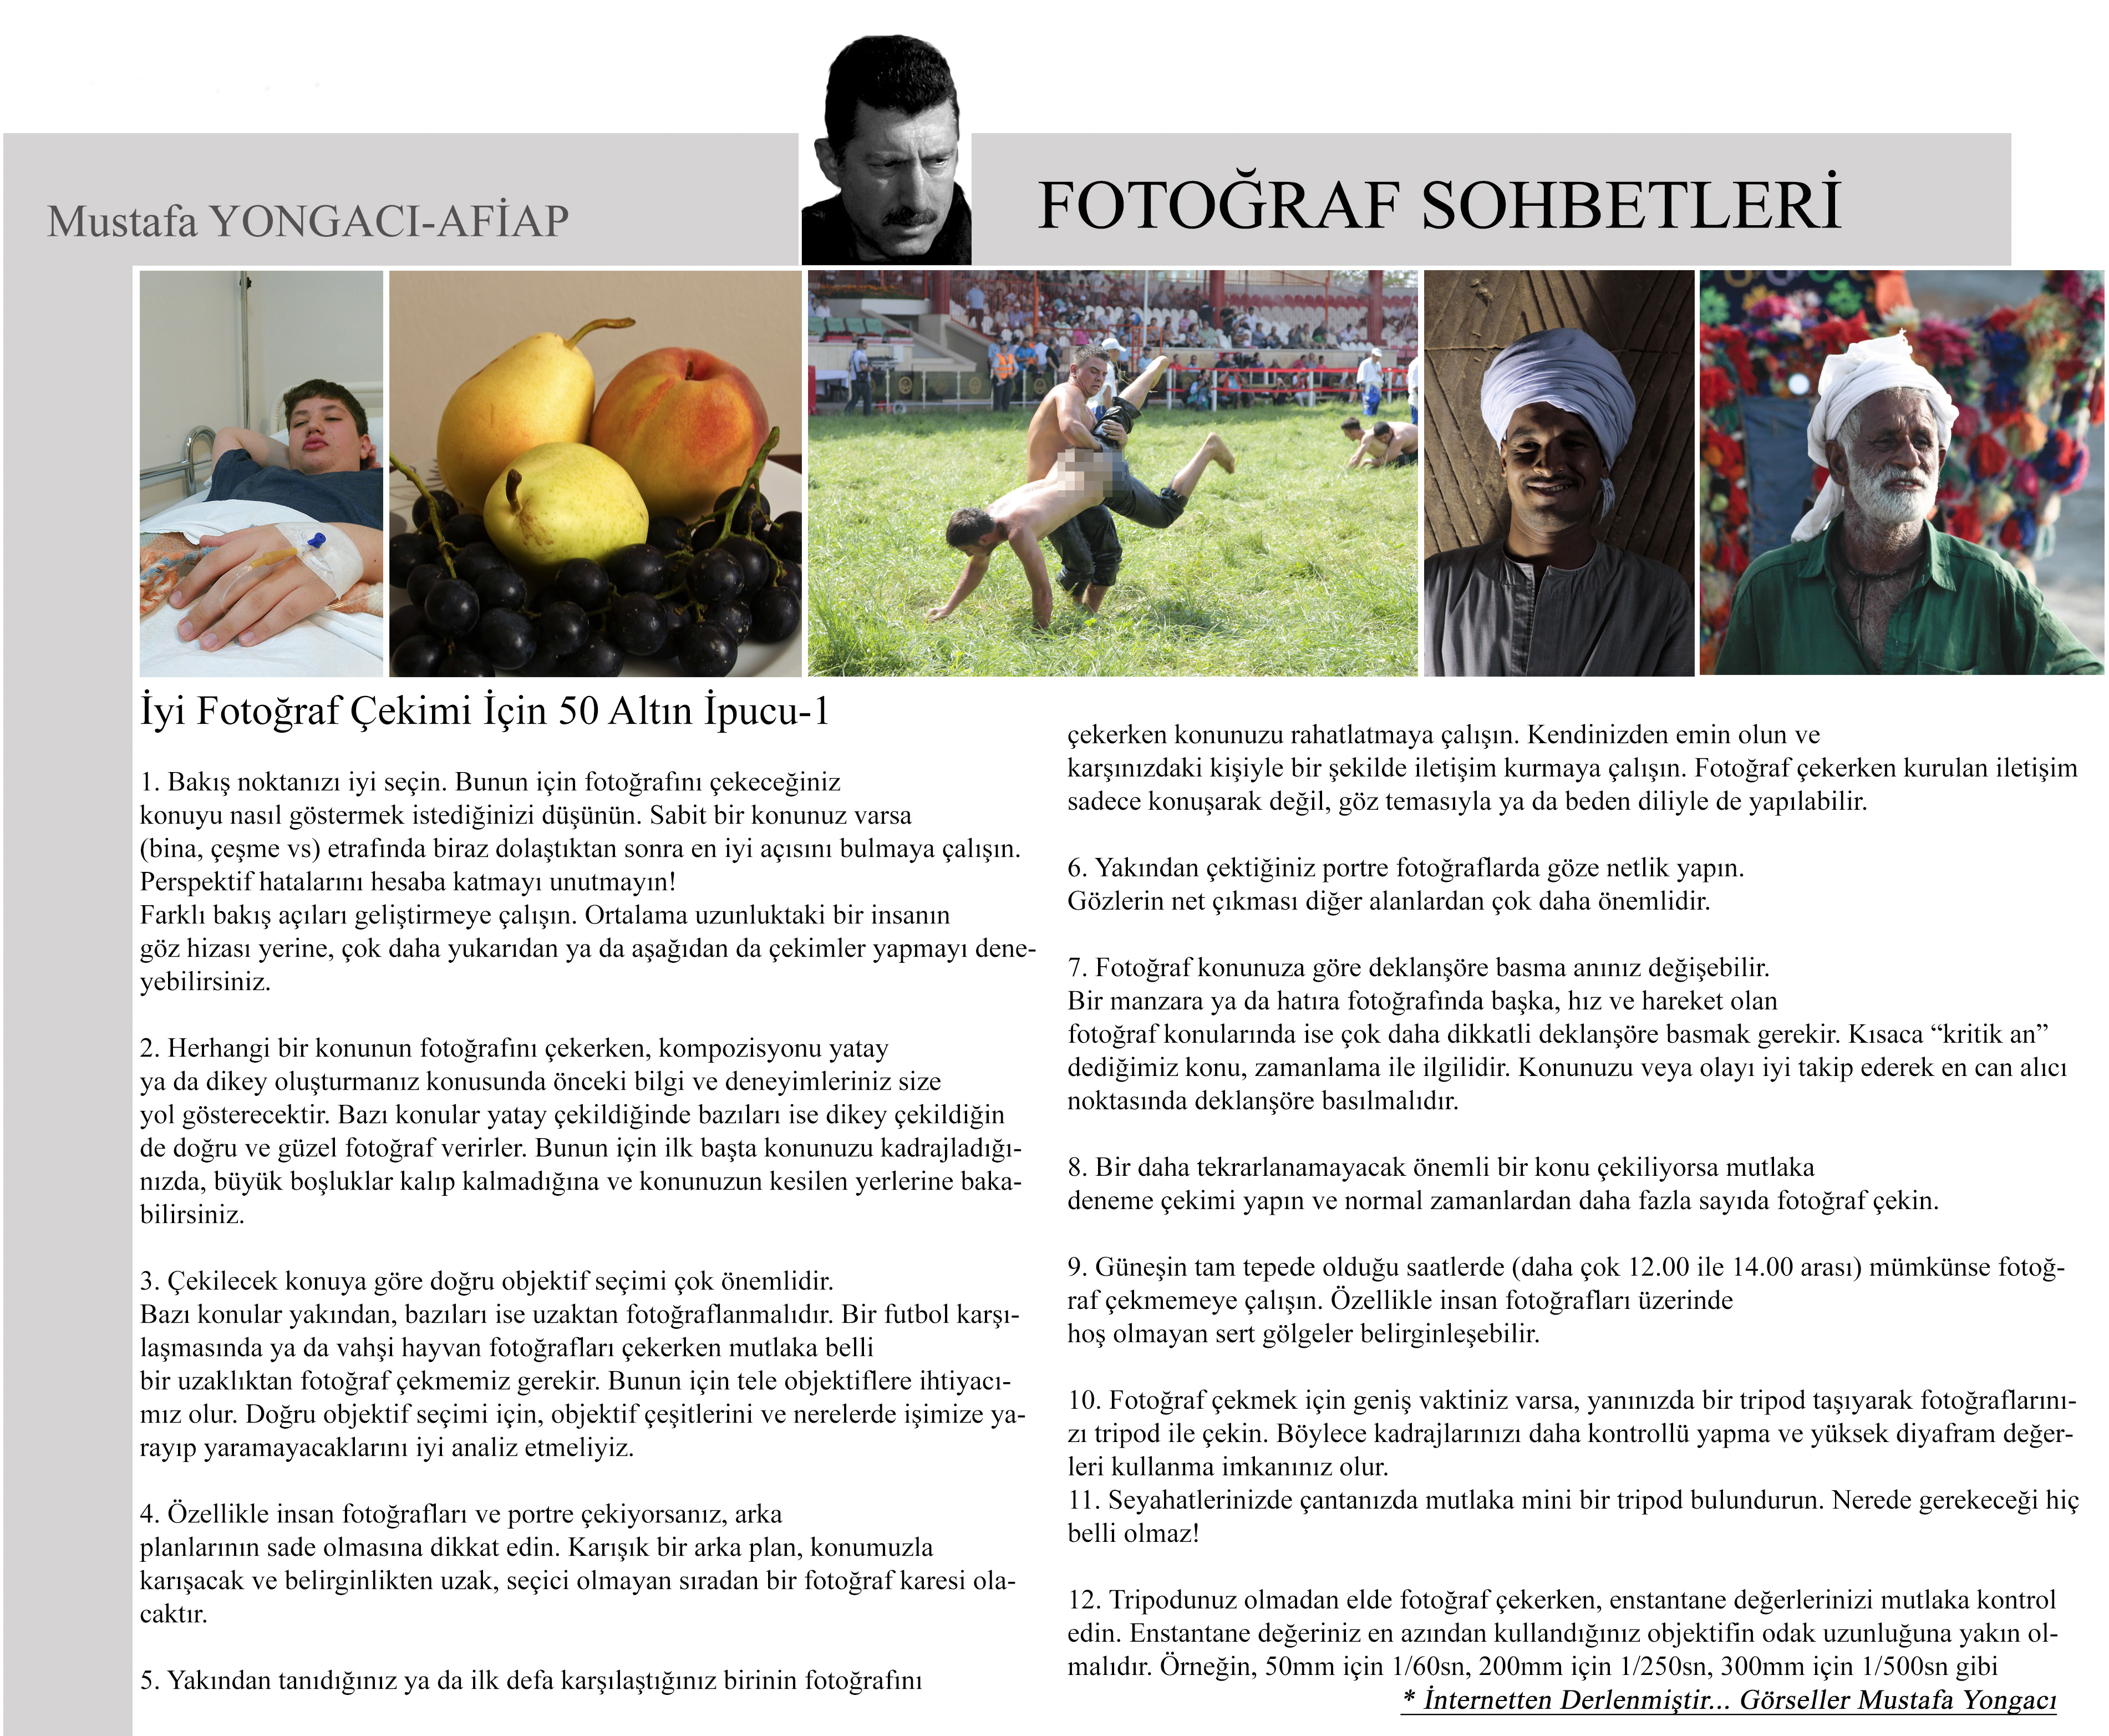 Mustafa YONGACI-AFİAP
FOTOĞRAF SOHBETLERİ
İyi Fotoğraf Çekimi İçin 50 Altın İpucu-1
1. Bakış noktanızı iyi seçin. Bunun için fotoğrafını çekeceğiniz
konuyu nasıl göstermek istediğinizi düşünün. Sabit bir konunuz varsa
(bina, çeşme vs) etrafında biraz dolaştıktan sonra en iyi açısını bulmaya çalışın.
Perspektif hatalarını hesaba katmayı unutmayın!
Farklı bakış açıları geliştirmeye çalışın. Ortalama uzunluktaki bir insanın
göz hizası yerine, çok daha yukarıdan ya da aşağıdan da çekimler yapmayı dene-
yebilirsiniz.
2. Herhangi bir konunun fotoğrafını çekerken, kompozisyonu yatay
ya da dikey oluşturmanız konusunda önceki bilgi ve deneyimleriniz size
yol gösterecektir. Bazı konular yatay çekildiğinde bazıları ise dikey çekildiğin
de doğru ve güzel fotoğraf verirler. Bunun için ilk başta konunuzu kadrajladığı-
nızda, büyük boşluklar kalıp kalmadığına ve konunuzun kesilen yerlerine baka-
bilirsiniz.
3. Çekilecek konuya göre doğru objektif seçimi çok önemlidir.
Bazı konular yakından, bazıları ise uzaktan fotoğraflanmalıdır. Bir futbol karşı-
laşmasında ya da vahşi hayvan fotoğrafları çekerken mutlaka belli
bir uzaklıktan fotoğraf çekmemiz gerekir. Bunun için tele objektiflere ihtiyacı-
mız olur. Doğru objektif seçimi için, objektif çeşitlerini ve nerelerde işimize ya-
rayıp yaramayacaklarını iyi analiz etmeliyiz.
4. Özellikle insan fotoğrafları ve portre çekiyorsanız, arka
planlarının sade olmasına dikkat edin. Karışık bir arka plan, konumuzla
karışacak ve belirginlikten uzak, seçici olmayan sıradan bir fotoğraf karesi ola-
caktır.
5. Yakından tanıdığınız ya da ilk defa karşılaştığınız birinin fotoğrafını
çekerken konunuzu rahatlatmaya çalışın. Kendinizden emin olun ve
karşınızdaki kişiyle bir şekilde iletişim kurmaya çalışın. Fotoğraf çekerken kurulan iletişim
sadece konuşarak değil, göz temasıyla ya da beden diliyle de yapılabilir.
6. Yakından çektiğiniz portre fotoğraflarda göze netlik yapın.
Gözlerin net çıkması diğer alanlardan çok daha önemlidir.
7. Fotoğraf konunuza göre deklanşöre basma anınız değişebilir.
Bir manzara ya da hatıra fotoğrafında başka, hız ve hareket olan
fotoğraf konularında ise çok daha dikkatli deklanşöre basmak gerekir. Kısaca “kritik an”
dediğimiz konu, zamanlama ile ilgilidir. Konunuzu veya olayı iyi takip ederek en can alıcı
noktasında deklanşöre basılmalıdır.
8. Bir daha tekrarlanamayacak önemli bir konu çekiliyorsa mutlaka
deneme çekimi yapın ve normal zamanlardan daha fazla sayıda fotoğraf çekin.
9. Güneşin tam tepede olduğu saatlerde (daha çok 12.00 ile 14.00 arası) mümkünse fotoğ-
raf çekmemeye çalışın. Özellikle insan fotoğrafları üzerinde
hoş olmayan sert gölgeler belirginleşebilir.
10. Fotoğraf çekmek için geniş vaktiniz varsa, yanınızda bir tripod taşıyarak fotoğraflarını-
zı tripod ile çekin. Böylece kadrajlarınızı daha kontrollü yapma ve yüksek diyafram değer-
leri kullanma imkanınız olur.
11. Seyahatlerinizde çantanızda mutlaka mini bir tripod bulundurun. Nerede gerekeceği hiç
belli olmaz!
12. Tripodunuz olmadan elde fotoğraf çekerken, enstantane değerlerinizi mutlaka kontrol
edin. Enstantane değeriniz en azından kullandığınız objektifin odak uzunluğuna yakın ol-
malıdır. Örneğin, 50mm için 1/60sn, 200mm için 1/250sn, 300mm için 1/500sn gibi
* İnternetten Derlenmiştir... Görseller Mustafa Yongacı